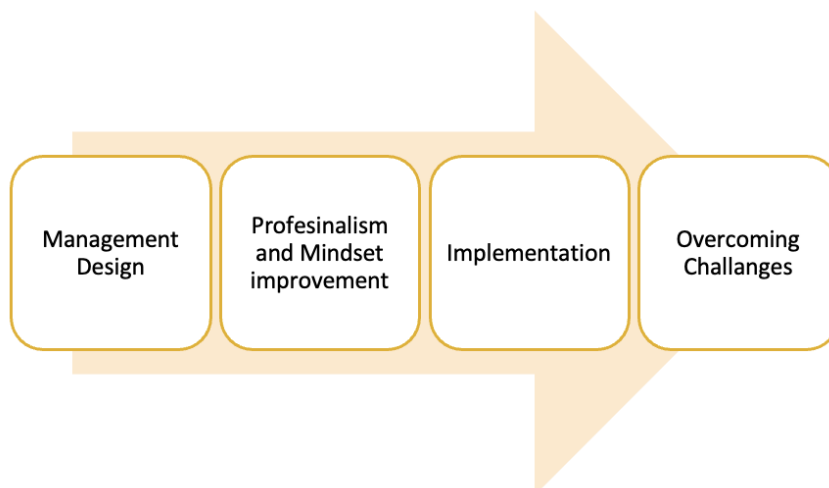 Management
Design
Profesinalism
and Mindset
improvement
Implementation
Overcoming
Challanges